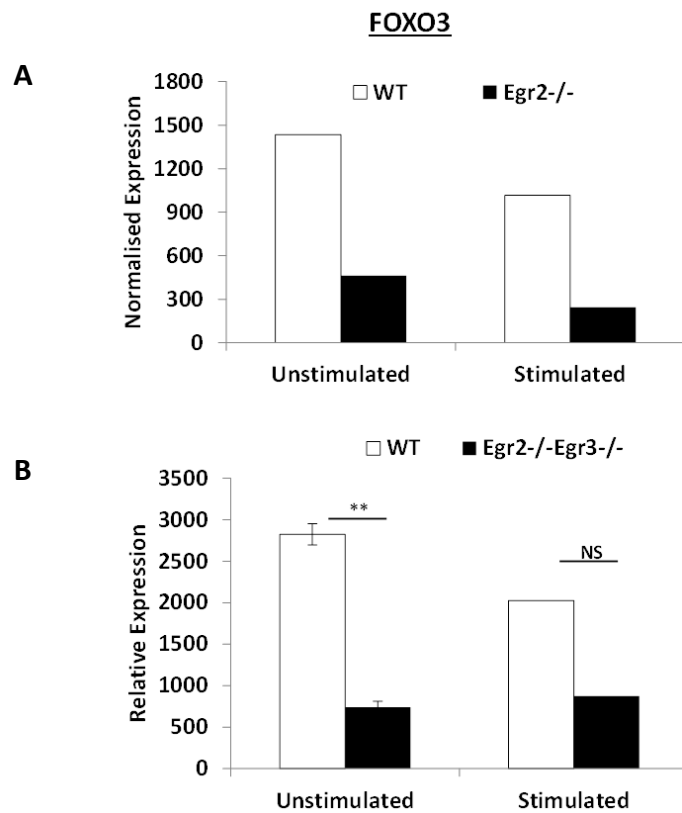 FOXO3
A
WT Egr2-/-
1800
1500
1200
900
600
300
0
Normalised Expression
Unstimulated Stimulated
B
WT Egr2-/-Egr3-/-
3500
3000
2500
2000
1500
1000
500
0
Relative Expression
**
NS
Unstimulated Stimulated